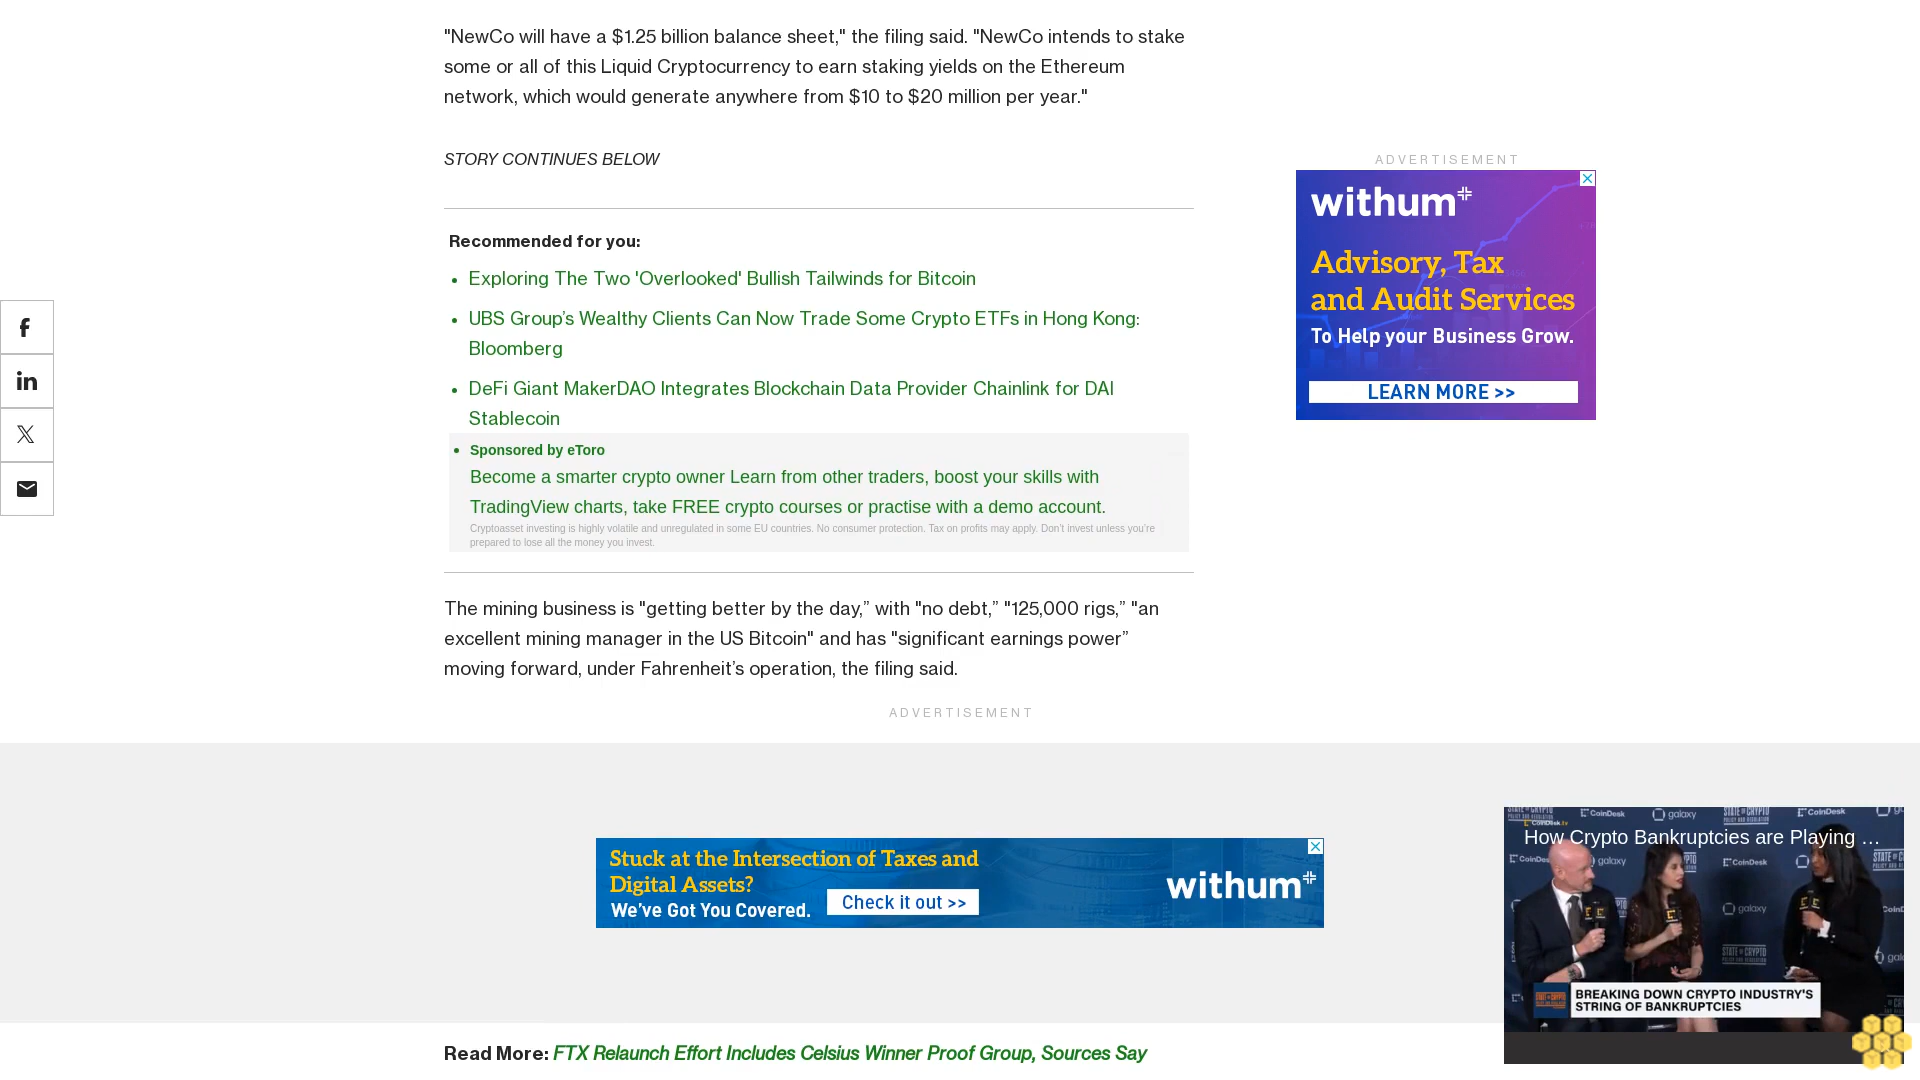 "NewCo will have a $1.25 billion balance sheet," the filing said. "NewCo intends to stake
some or all of this Liquid Cryptocurrency to earn staking yields on the Ethereum
network, which would generate anywhere from $10 to $20 million per year."
STORY CONTINUES BELOW
ADVERTISEMENT
withum
Advisory, Tax
and Audit Services
To Help your Business Grow.
LEARN MORE >>
Recommended for you:
• Exploring The Two 'Overlooked' Bullish Tailwinds for Bitcoin
• UBS Group’s Wealthy Clients Can Now Trade Some Crypto ETFs in Hong Kong:
Bloomberg
• DeFi Giant MakerDAO Integrates Blockchain Data Provider Chainlink for DAI
Stablecoin
• Sponsored by eToro
Become a smarter crypto owner Learn from other traders, boost your skills with
TradingView charts, take FREE crypto courses or practise with a demo account.
Cryptoasset investing is highly volatile and unregulated in some EU countries. No consumer protection. Tax on profits may apply. Don’t invest unless you’re
prepared to lose all the money you invest.
The mining business is "getting better by the day,” with "no debt,” "125,000 rigs,” "an
excellent mining manager in the US Bitcoin" and has "significant earnings power”
moving forward, under Fahrenheit’s operation, the filing said.
ADVERTISEMENT
Stuck at the Intersection of Taxes and
Digital Assets?
We’ve Got You Covered.
Check it out >>
withum
How Crypto Bankruptcies are Playing …
CoinDesk
galaxy
STATE OF CRYPTO
BREAKING DOWN CRYPTO INDUSTRY'S
STRING OF BANKRUPTCIES
Read More: FTX Relaunch Effort Includes Celsius Winner Proof Group, Sources Say